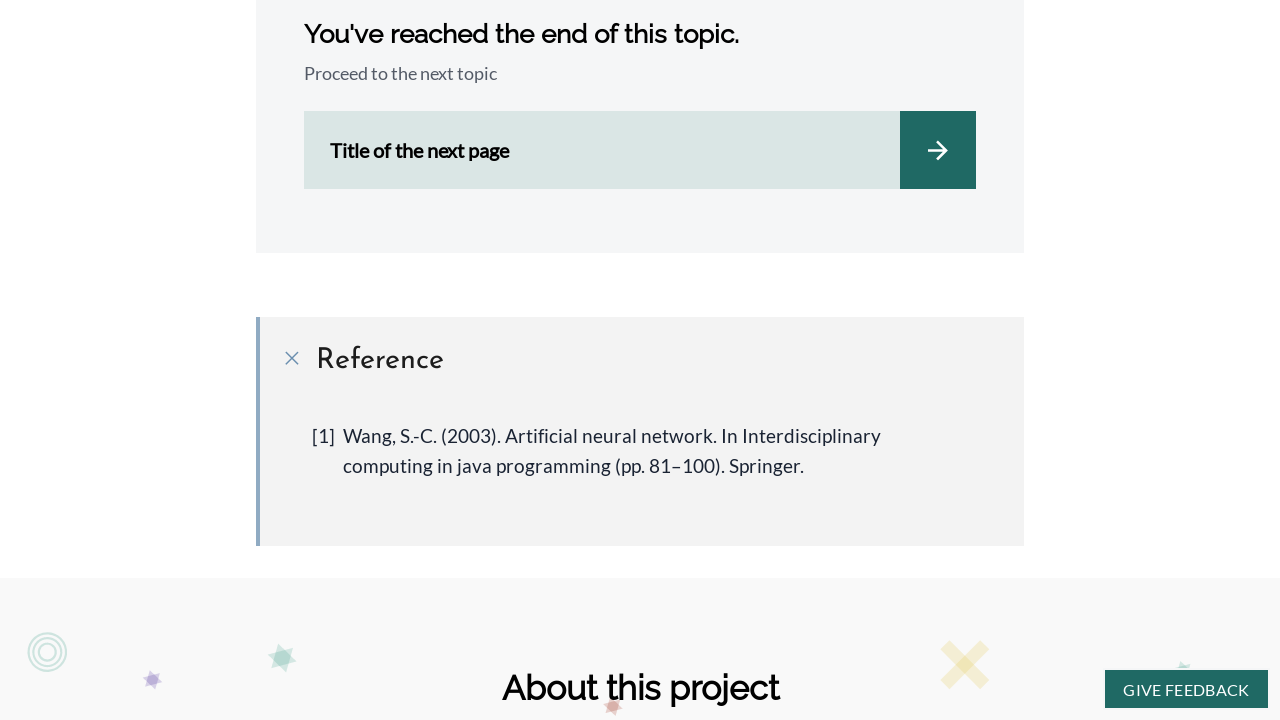 You've reached the end of this topic.
Proceed to the next topic
Title of the next page
Reference
[1] Wang, S.-C. (2003). Artificial neural network. In Interdisciplinary
computing in java programming (pp. 81–100). Springer.
About this project
GIVE FEEDBACK